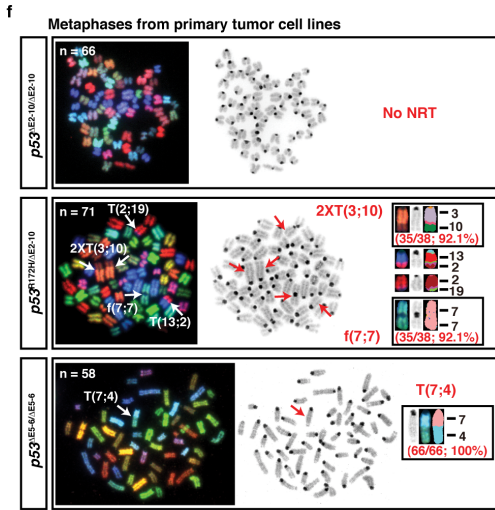 f
Metaphases from primary tumor cell lines
p53ΔE2-10/ΔE2-10
n = 66
No NRT
p53R172H/ΔE2-10
n = 71
T(2;19)
2XT(3;10)
f(7;7)
T(13;2)
2XT(3;10)
f(7;7)
3
10
(35/38; 92.1%)
13
2
2
19
7
7
(35/38; 92.1%)
p53ΔE5-6/ΔE5-6
n = 58
T(7;4)
T(7;4)
7
4
(66/66; 100%)